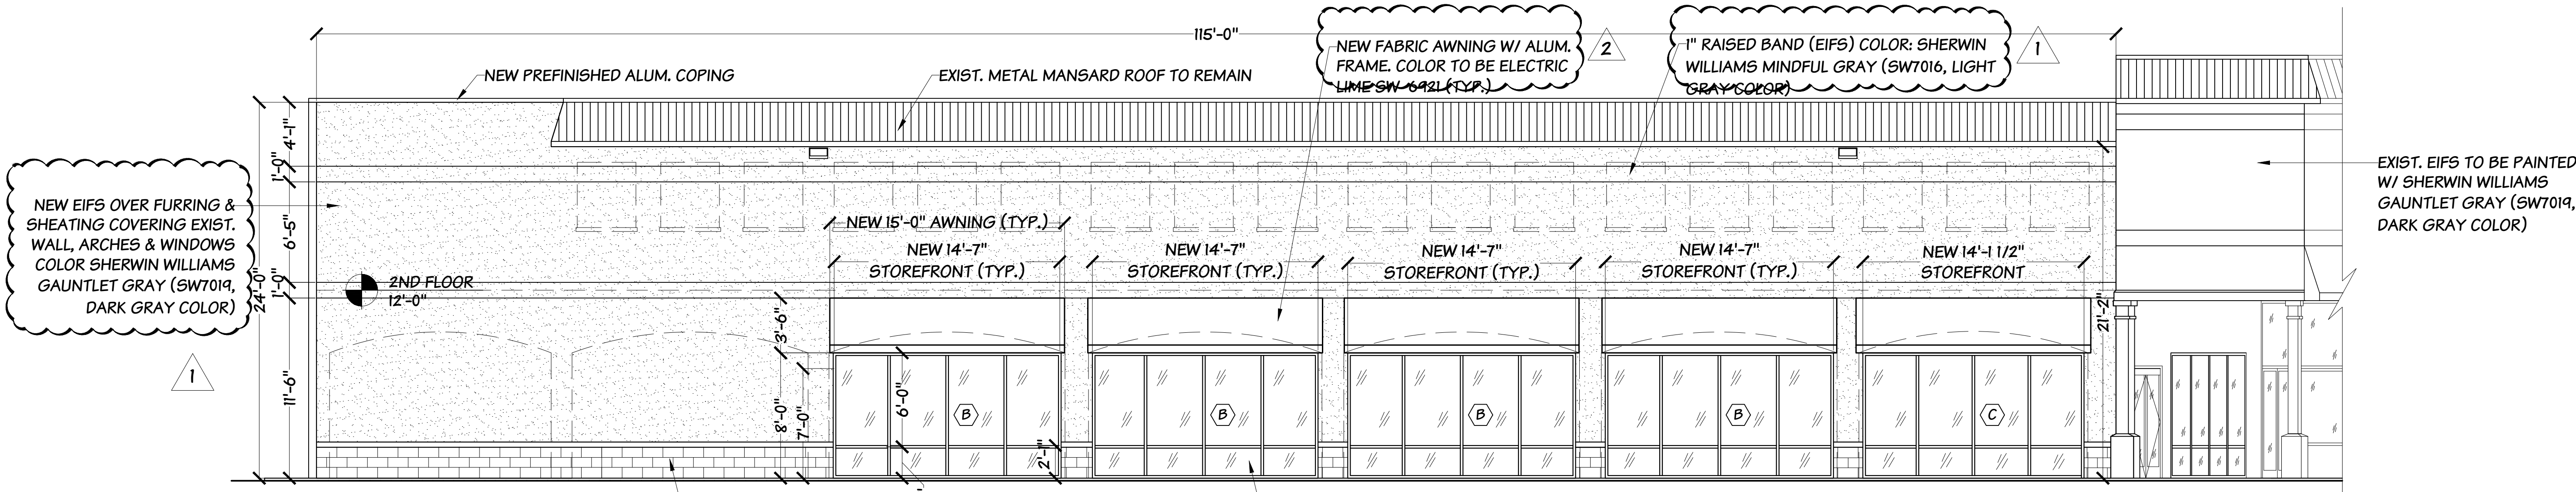 115'-0"
NEW FABRIC AWNING W/ ALUM.
FRAME. COLOR TO BE ELECTRIC
LIME SW-6921 (TYP.)
2
1" RAISED BAND (EIFS) COLOR: SHERWIN
WILLIAMS MINDFUL GRAY (SW7016, LIGHT
GRAY COLOR)
1
NEW PREFINISHED ALUM. COPING
EXIST. METAL MANSARD ROOF TO REMAIN
NEW EIFS OVER FURRING &
SHEATING COVERING EXIST.
WALL, ARCHES & WINDOWS
COLOR SHERWIN WILLIAMS
GAUNTLET GRAY (SW7019,
DARK GRAY COLOR)
1
24'-0"
4'-1"
1'-0"
6'-5"
1'-0"
11'-6"
2ND FLOOR
12'-0"
NEW 15'-0" AWNING (TYP.)
NEW 14'-7"
STOREFRONT (TYP.)
NEW 14'-7"
STOREFRONT (TYP.)
NEW 14'-7"
STOREFRONT (TYP.)
NEW 14'-7"
STOREFRONT (TYP.)
NEW 14'-1 1/2"
STOREFRONT
3'-6"
8'-0"
7'-0"
6'-0"
2'-1"
21'-2"
B
B
B
B
C
EXIST. EIFS TO BE PAINTED
W/ SHERWIN WILLIAMS
GAUNTLET GRAY (SW7019,
DARK GRAY COLOR)